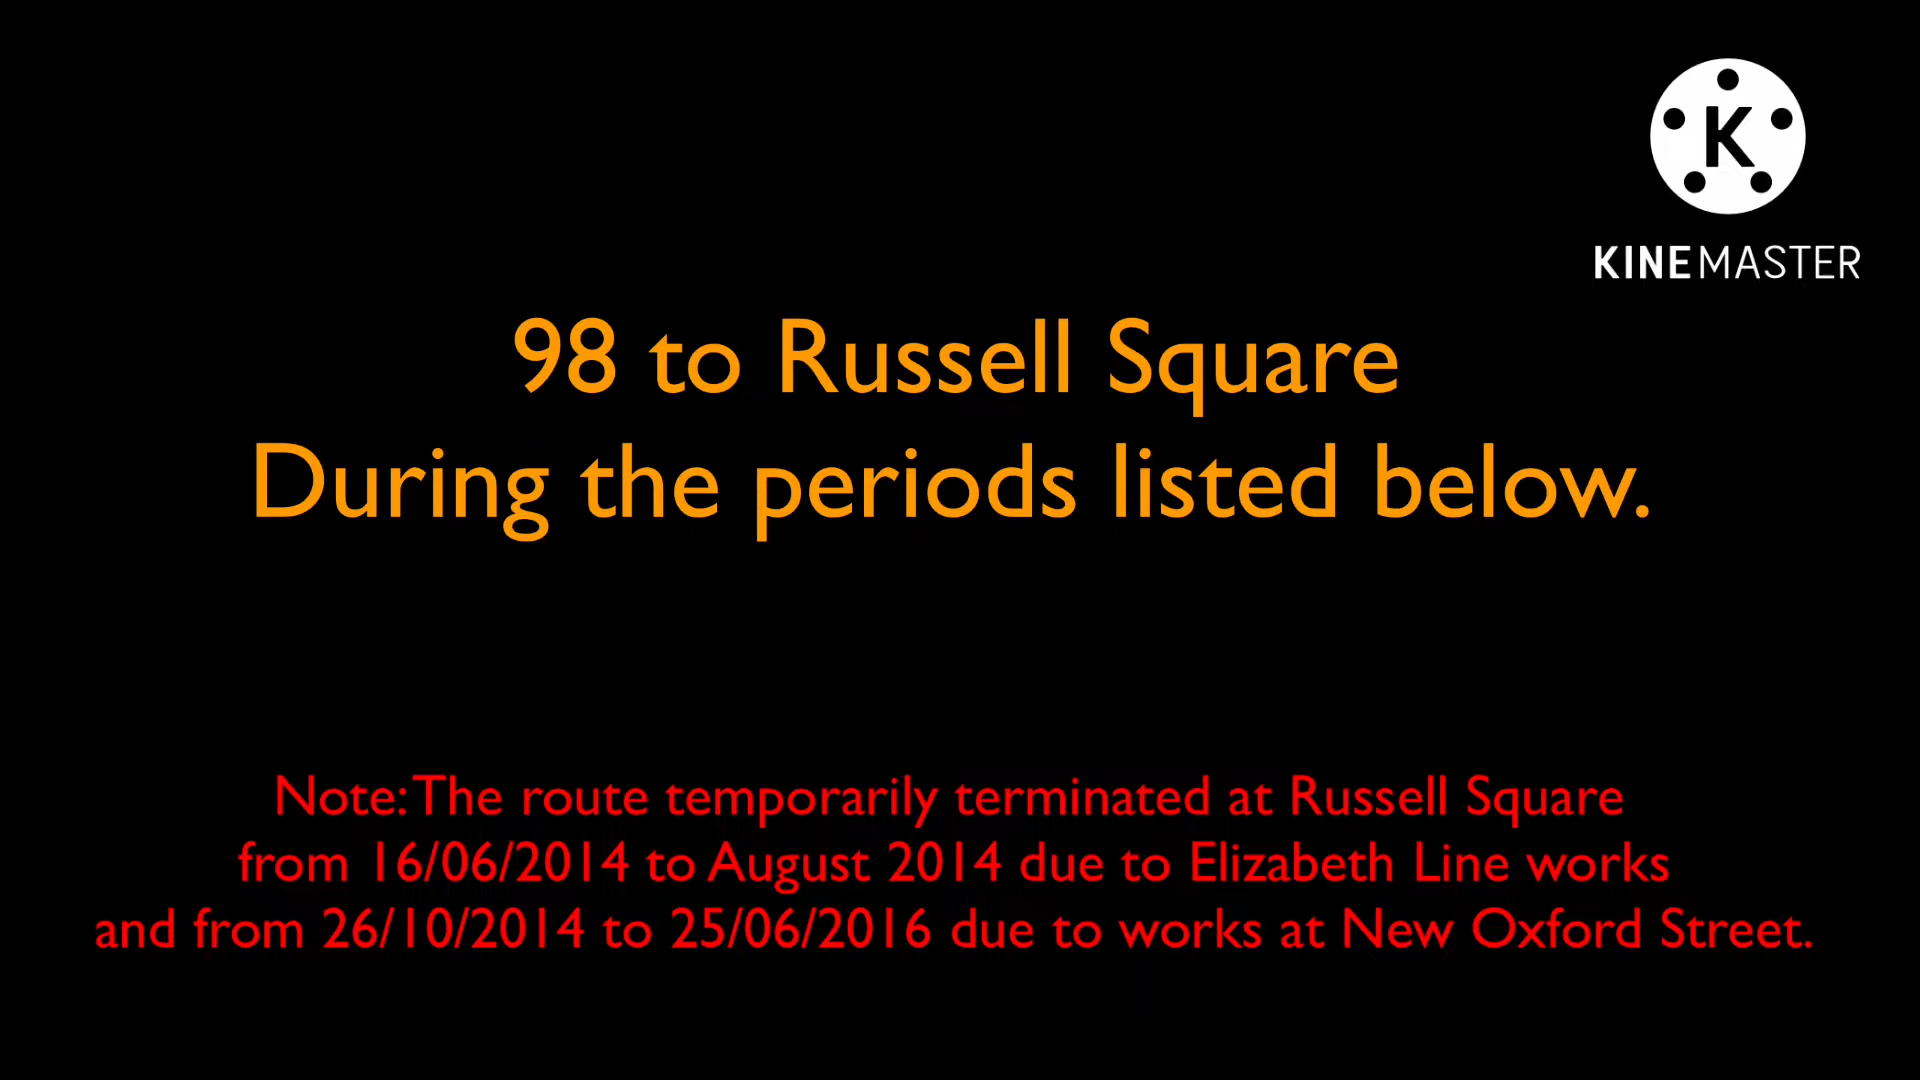 K
KINEMASTER
98 to Russell Square
During the periods listed below.
Note: The route temporarily terminated at Russell Square
from 16/06/2014 to August 2014 due to Elizabeth Line works
and from 26/10/2014 to 25/06/2016 due to works at New Oxford Street.